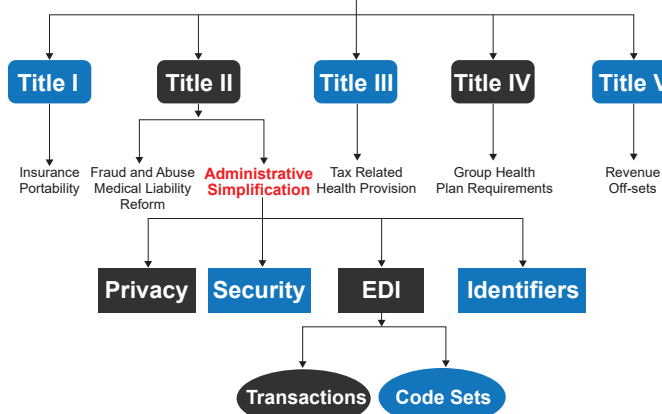 Title I
Title II
Title III
Title IV
Title V
Insurance
Portability
Fraud and Abuse
Medical Liability
Reform
Administrative
Simplification
Tax Related
Health Provision
Group Health
Plan Requirements
Revenue
Off-sets
Privacy
Security
EDI
Identifiers
Transactions
Code Sets